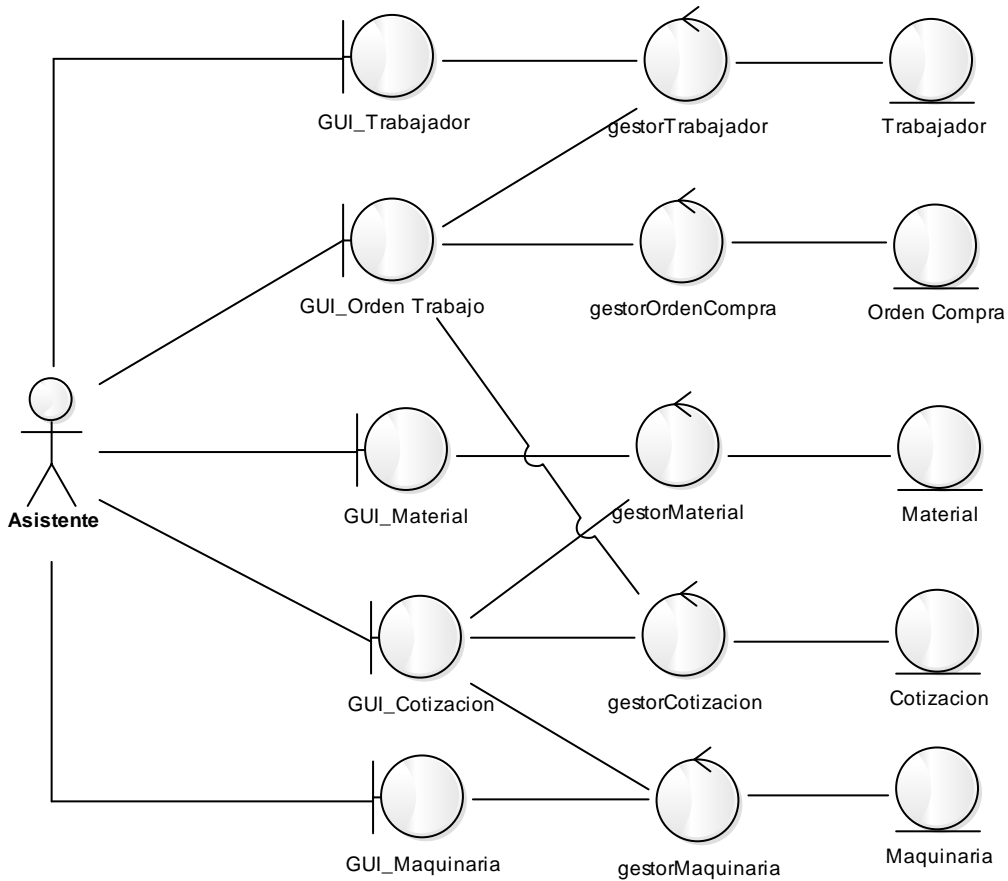 GUI_Trabajador
gestorTrabajador
Trabajador
GUI_Orden Trabajo
gestorOrdenCompra
Orden Compra
Asistente
GUI_Material
gestorMaterial
Material
GUI_Cotizacion
gestorCotizacion
Cotizacion
GUI_Maquinaria
gestorMaquinaria
Maquinaria